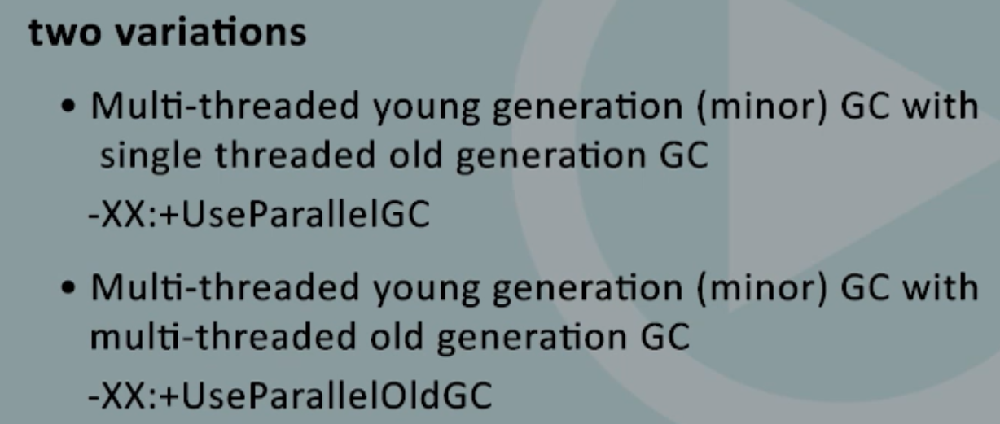 two variations
• Multi-threaded young generation (minor) GC with
single threaded old generation GC
-XX:+UseParallelGC
• Multi-threaded young generation (minor) GC with
multi-threaded old generation GC
-XX:+UseParallelOldGC